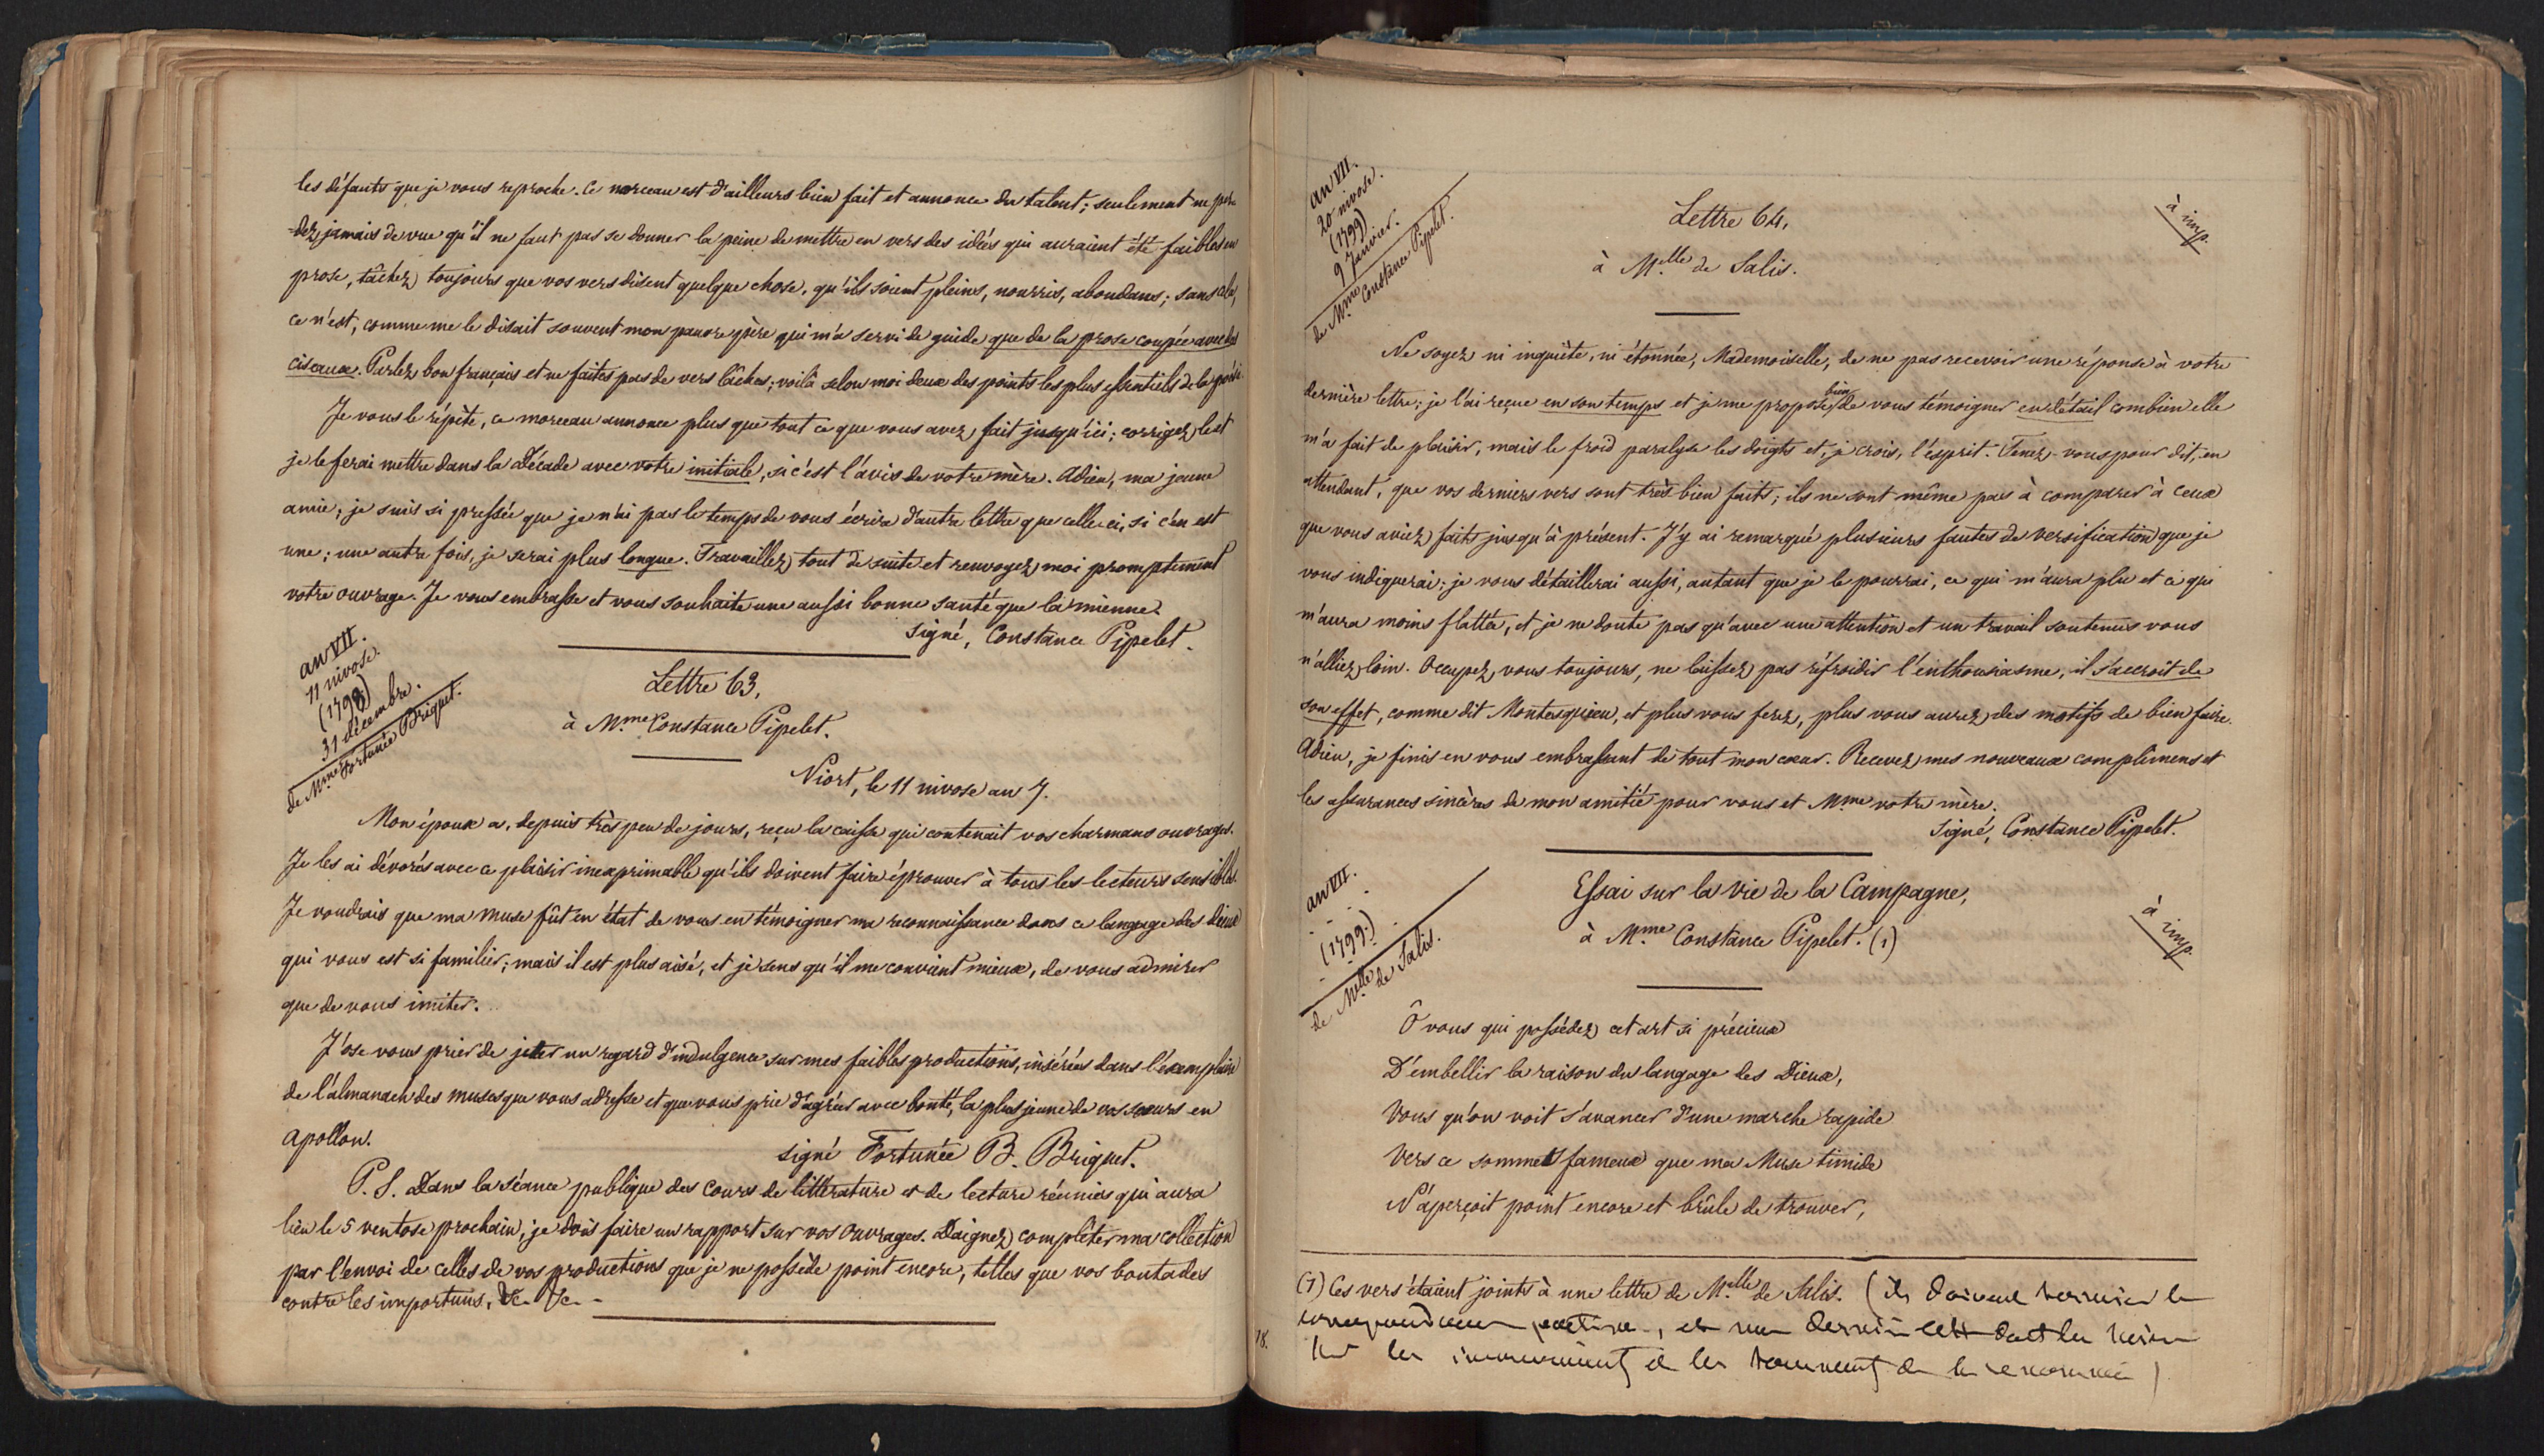 les défauts que je vous reproche. Ce morceau est d'ailleurs bien fait et annonce du talent; seulement ne per-
-dez jamais de vue qu'il ne faut pas se donner la peine de mettre en vers des idées qui auraient été faibles en
prose, tâchez toujours que vos vers disent quelque chose, qu'ils soient pleins, nourris, abondans; sans cela,
ce n'est, comme me le disait souvent mon pauvre père qui m'a servi de guide que de la prose coupée avec des
ciseaux. Parlez bon français et ne faites pas de vers lâches; voilà selon moi deux des points les plus essentiels de la poési
Je vous le répète, ce morceau annonce plus que tout ce que vous avez fait jusqu'ici; corrigez le et
je le ferai mettre dans la Décade avec votre initiale, si c'est l'avis de votre mère. Adieu, ma jeune
amie; je suis si pressée que je n'ai pas le temps de vous écrire d'autre lettre que celle-ci, si c'en est
une; une autre fois, je serai plus longue. Travaillez tout de suite et renvoyez moi promptement
votre ouvrage. Je vous embrasse et vous souhaite une aussi bonne santé que la mienne.
signé, Constance Pipelet.
an VII.
11 nivose.
(1798)
31 décembre.
de Mme Fortunée Briquet.
Lettre 63,
à Mme Constance Pipelet.
Niort, le 11 nivose an 7.
Mon époux a, depuis très peu de jours, reçu la caisse qui contenait vos charmans ouvrages.
Je les ai dévorés avec ce plaisir inexprimable qu'ils doivent faire éprouver à tous les lecteurs sensibles.
Je voudrais que ma muse fût en état de vous en témoigner ma reconnaissance dans ce langage des dieux
qui vous est si familier; mais il est plus aisé, et je sens qu'il me convient mieux, de vous admirer
que de vous imiter.
J'ose vous prier de jeter un regard d'indulgence sur mes faibles productions, insérées dans l'exemplaire
de l'almanach des muses que vous adresse et que vous prie d'agréer avec bonté, la plus jeune de vos sœurs en
apollon.
signé Fortunée B. Briquet.
P. S. Dans la séance publique des cours de littérature et de lecture réunies qui aura
lieu le 5 ventose prochain, je dois faire un rapport sur vos ouvrages. Daignez compléter ma collection
par l'envoi de celles de vos productions que je ne possède point encore, telles que vos boutades
contre les importuns, &c. &c.
an VII.
20 nivose.
(1799)
9 Janvier.
de Mme Constance Pipelet.
Lettre 64,
à imp.
à Melle de Salis.
Ne soyez ni inquiète, ni étonnée, Mademoiselle, de ne pas recevoir une réponse à votre
dernière lettre; je l'ai reçue en son temps et je me propose bien de vous témoigner en détail combien elle
m'a fait de plaisir, mais le froid paralyse les doigts et, je crois, l'esprit. Tenez-vous pour dit, en
attendant, que vos derniers vers sont très bien faits; ils ne sont même pas à comparer à ceux
que vous aviez faits jusqu'à présent. J'y ai remarqué plusieurs fautes de versification que je
vous indiquerai; je vous détaillerai aussi, autant que je le pourrai, ce qui m'aura plu et ce qui
m'aura moins flattée, et je ne doute pas qu'avec une attention et un travail soutenus vous
n'alliez loin. Occupez vous toujours, ne laissez pas réfroidir l'enthousiasme, il s'accroit de
son effet, comme dit Montesquieu, et plus vous ferez, plus vous aurez des motifs de bien faire.
Adieu, je finis en vous embrassant de tout mon cœur. Recevez mes nouveaux complimens et
les assurances sincères de mon amitié pour vous et Mme votre mère.
signé, Constance Pipelet.
an VII.
(1799.)
de Melle de Salis.
Essai sur la vie de la Campagne,
à imp.
à Mme Constance Pipelet. (1)
Ô vous qui possédez cet art si précieux
D'embellir la raison du langage des Dieux,
Vous qu'on voit s'avancer d'une marche rapide
Vers ce sommet fameux que ma Muse timide
N'aperçoit point encore et brûle de trouver,
(1) Ces vers étaient joints à une lettre de Melle de Salis. (ils doivent terminer la
correspondance
18.
les et les de la renommée)